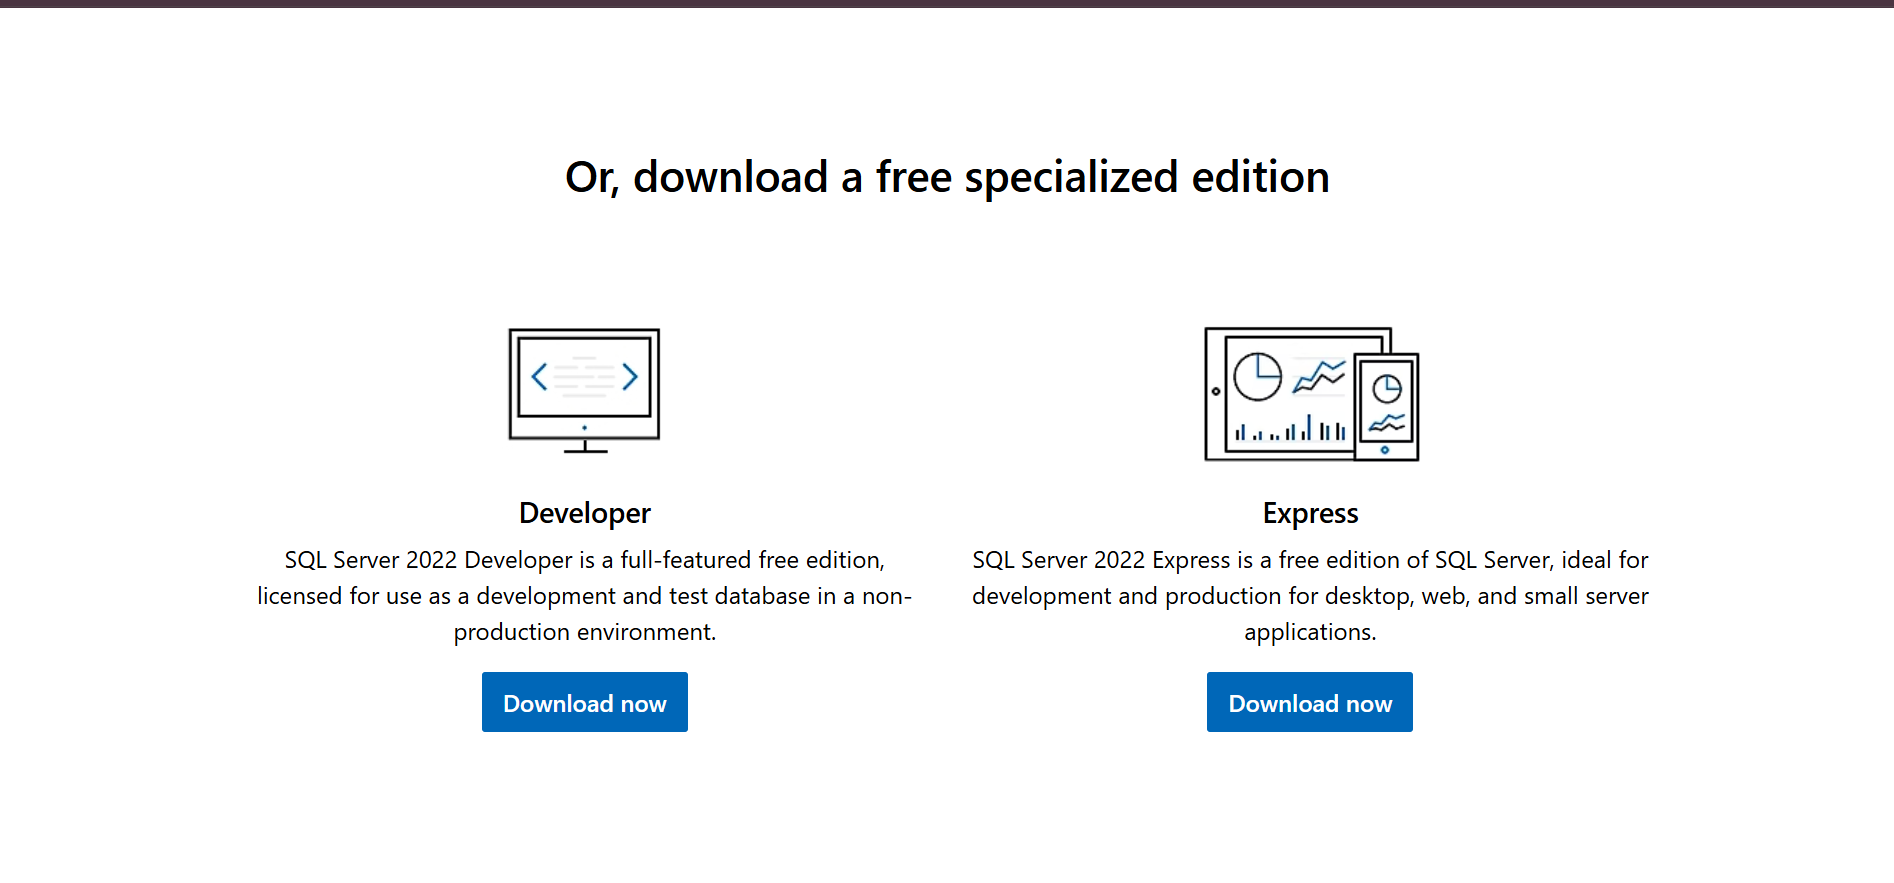 Or, download a free specialized edition
Developer
SQL Server 2022 Developer is a full-featured free edition,
licensed for use as a development and test database in a non-
production environment.
Download now
Express
SQL Server 2022 Express is a free edition of SQL Server, ideal for
development and production for desktop, web, and small server
applications.
Download now